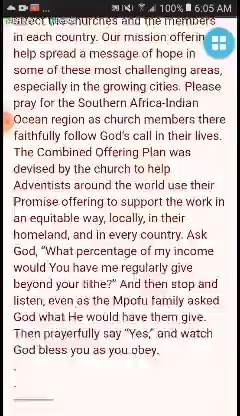 100% 6:05 AM
direct the churches and the members
in each country. Our mission offering
help spread a message of hope in
some of these most challenging areas,
especially in the growing cities. Please
pray for the Southern Africa-Indian
Ocean region as church members there
faithfully follow God's call in their lives.
The Combined Offering Plan was
devised by the church to help
Adventists around the world use their
Promise offering to support the work in
an equitable way, locally, in their
homeland, and in every country. Ask
God, "What percentage of my income
would You have me regularly give
beyond your tithe?" And then stop and
listen, even as the Mpofu family asked
God what He would have them give.
Then prayerfully say "Yes," and watch
God bless you as you obey.
.
.